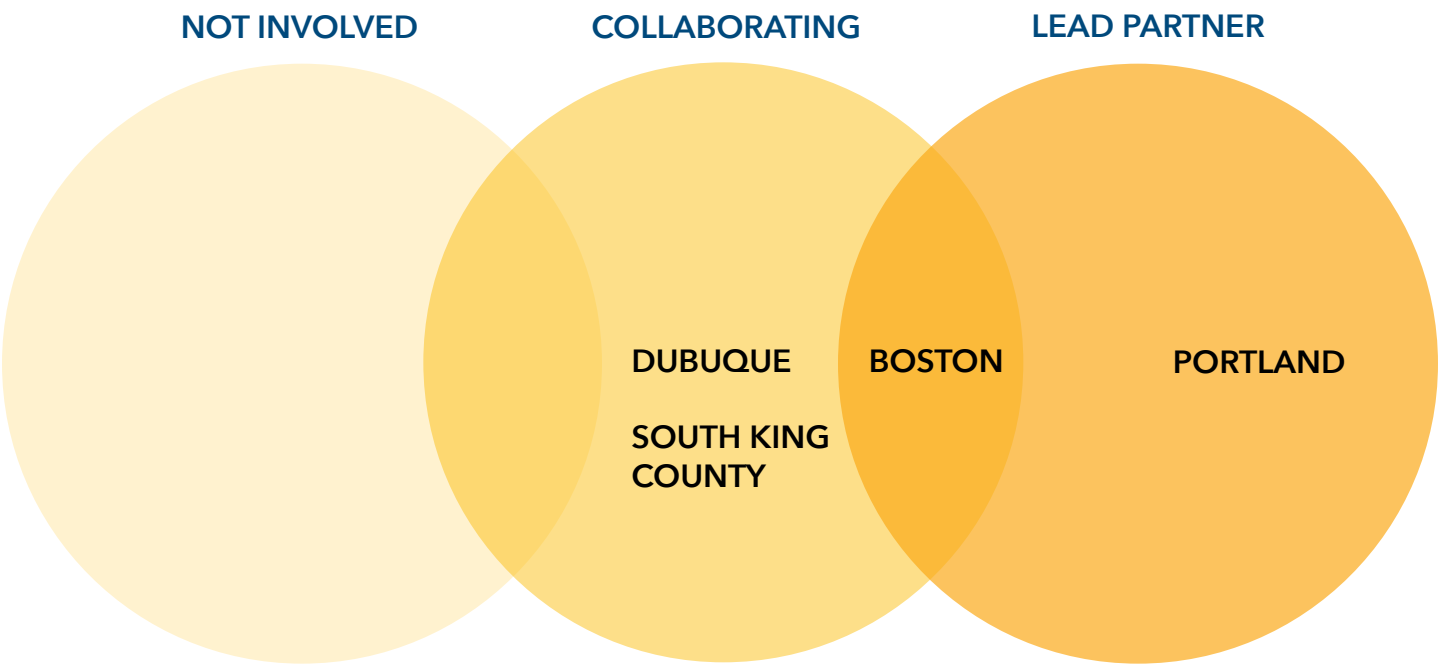 NOT INVOLVED
COLLABORATING
LEAD PARTNER
DUBUQUE
BOSTON
PORTLAND
SOUTH KING
COUNTY